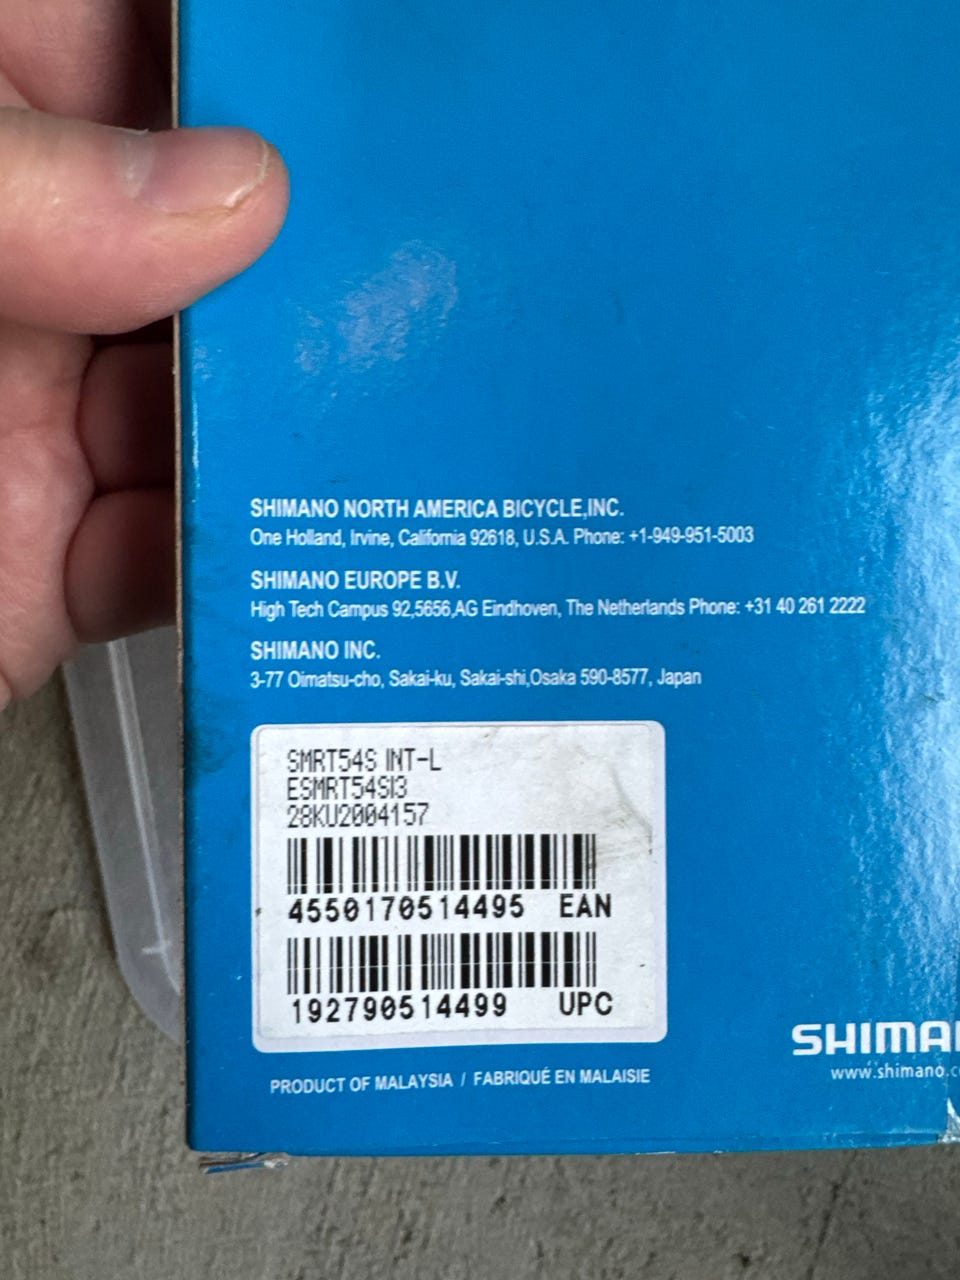 SHIMANO NORTH AMERICA BICYCLE,INC.
One Holland, Irvine, California 92618, U.S.A. Phone: +1-949-951-5003
SHIMANO EUROPE B.V.
High Tech Campus 92,5656,AG Eindhoven, The Netherlands Phone: +31 40 261 2222
SHIMANO INC.
3-77 Oimatsu-cho, Sakai-ku, Sakai-shi,Osaka 590-8577, Japan
SMRT54S INT-L
ESMRT54SI3
28KU2004157
4550170514495 EAN
192790514499 UPC
SHIMA
www.shimano.c
PRODUCT OF MALAYSIA / FABRIQUÉ EN MALAISIE